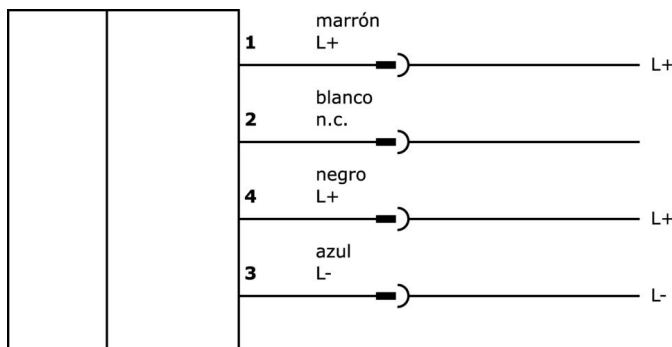 marrón
1 L+
L+
blanco
2 n.c.
negro
4 L+
L+
azul
3 L-
L-